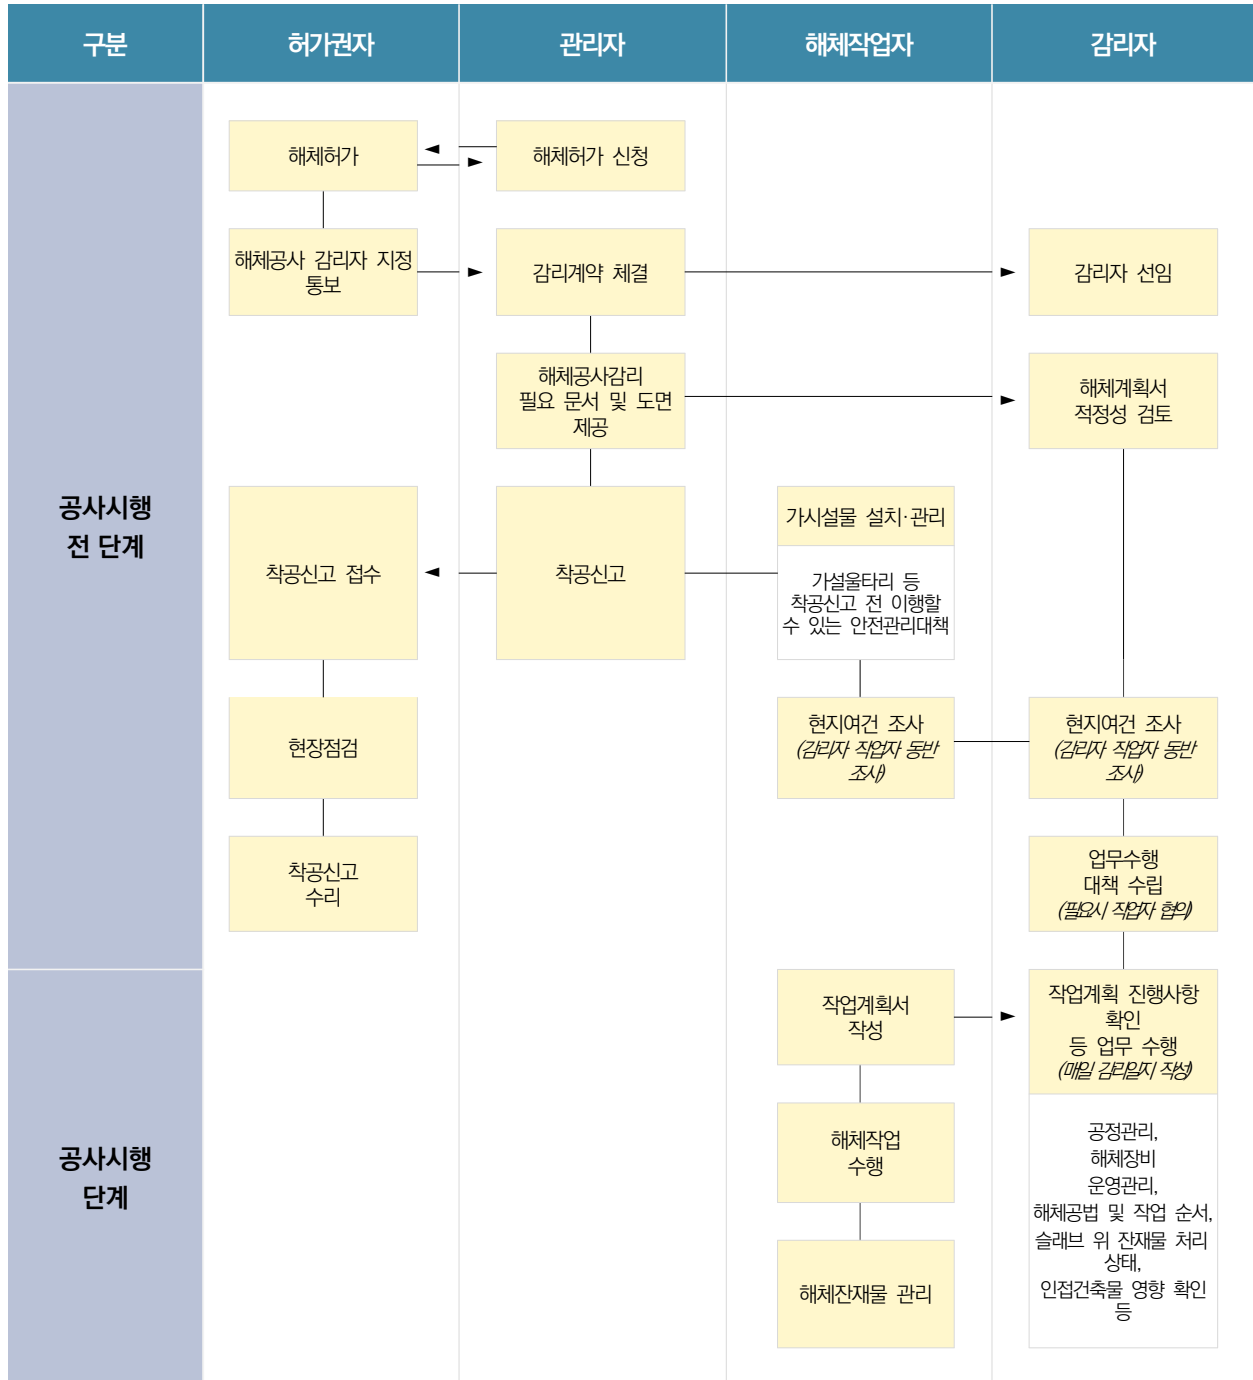 구분
허가권자
관리자
해체작업자
감리자
공사시행
전 단계
해체허가
해체허가 신청
해체공사 감리자 지정
통보
감리계약 체결
감리자 선임
해체공사감리
필요 문서 및 도면
제공
해체계획서
적정성 검토
착공신고 접수
착공신고
가시설물 설치·관리
가설울타리 등
착공신고 전 이행할
수 있는 안전관리대책
현장점검
현지여건 조사
(감리자 작업자 동반
조사)
현지여건 조사
(감리자 작업자 동반
조사)
착공신고
수리
업무수행
대책 수립
(필요시 작업자 협의)
공사시행
단계
작업계획서
작성
작업계획 진행사항
확인
등 업무 수행
(매일 감리일지 작성)
해체작업
수행
공정관리,
해체장비
운영관리,
해체공법 및 작업 순서,
슬래브 위 잔재물 처리
상태,
인접건축물 영향 확인
등
해체잔재물 관리